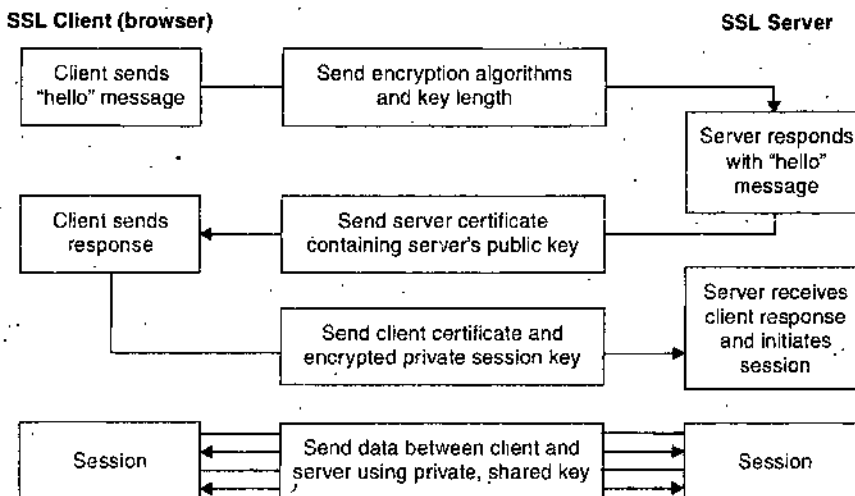 SSL Client (browser)
SSL Server
Client sends
"hello" message
Send encryption algorithms
and key length
Server responds
with "hello"
message
Client sends
response
Send server certificate
containing server's public key
Server receives
client response
and initiates
session
Send client certificate and
encrypted private session key
Session
Send data between client and
server using private, shared key
Session